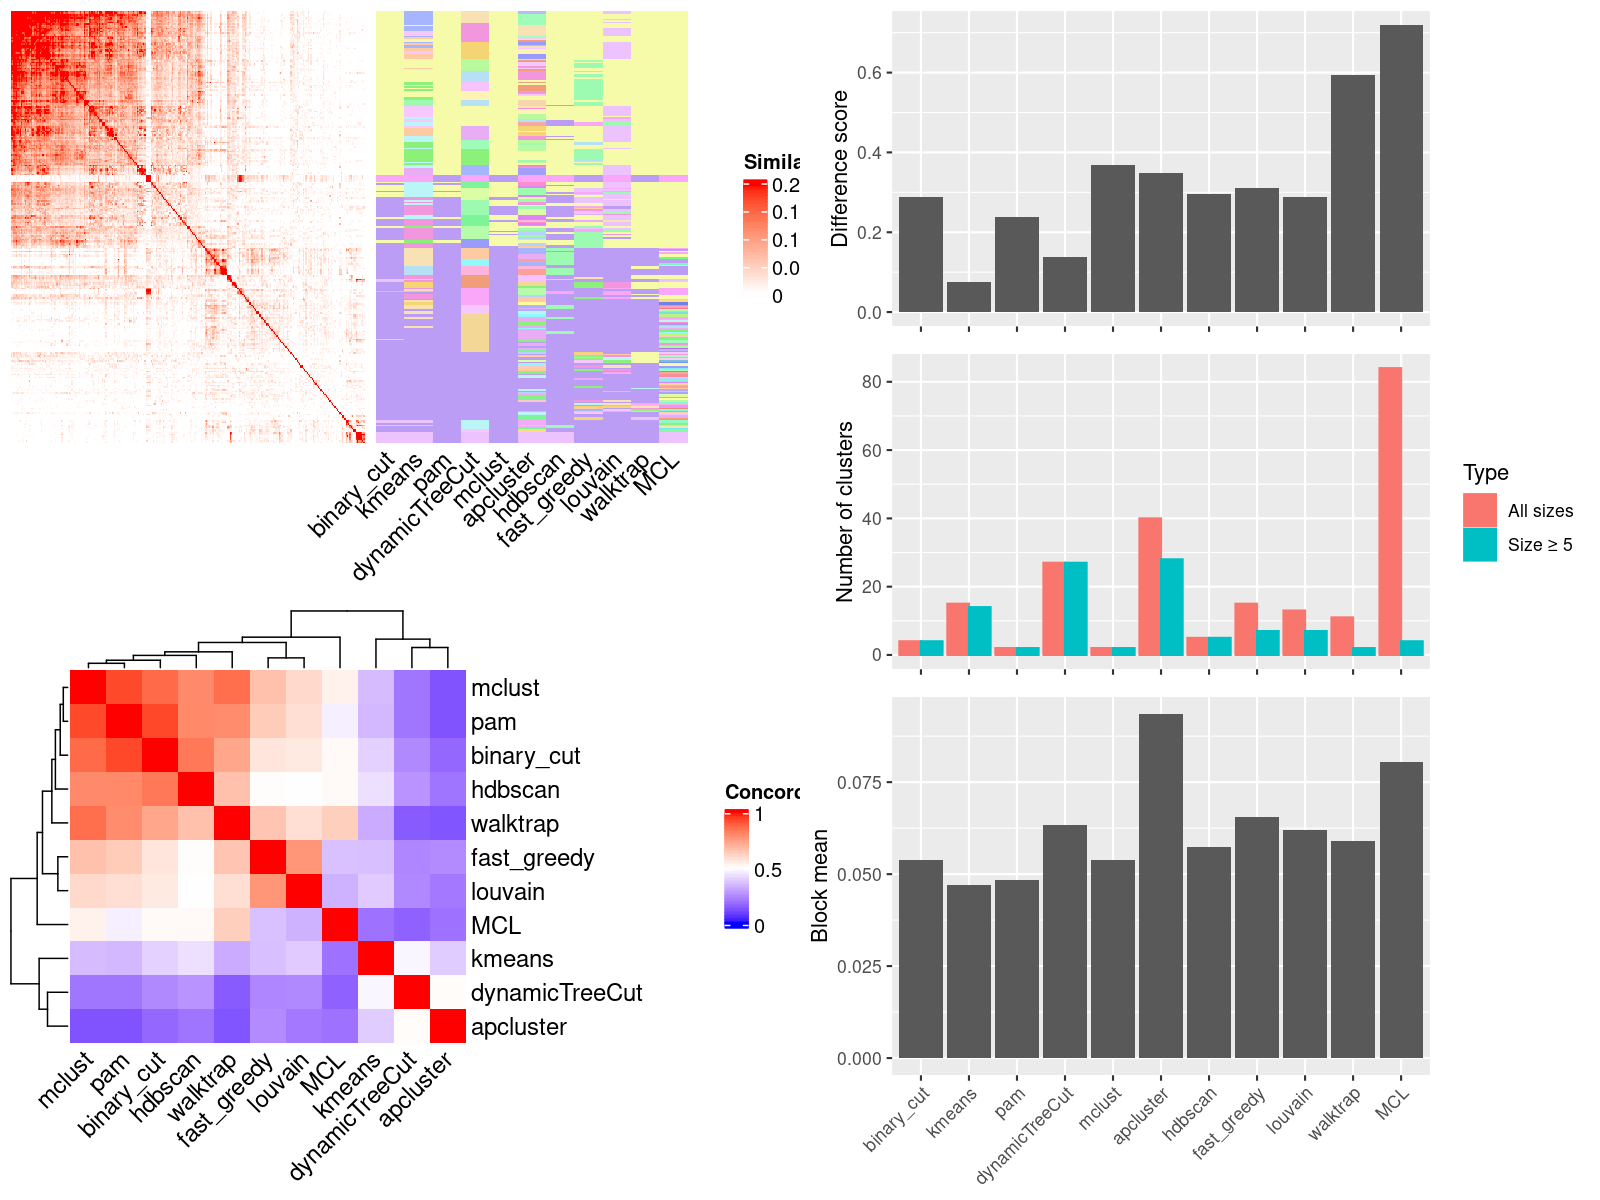 Simila
0.2
0.1
0.1
0.0
0
binary_cut
kmeans
pam
dynamicTreeCut
mclust
apcluster
hdbscan
fast_greedy
louvain
walktrap
MCL
mclust
pam
binary_cut
hdbscan
walktrap
fast_greedy
louvain
MCL
kmeans
dynamicTreeCut
apcluster
mclust
pam
binary_cut
hdbscan
walktrap
fast_greedy
louvain
MCL
kmeans
dynamicTreeCut
apcluster
Concord
1
0.5
0
Difference score
0.6
0.4
0.2
0.0
Number of clusters
80
60
40
20
0
Type
All sizes
Size ≥ 5
Block mean
0.075
0.050
0.025
0.000
binary_cut
kmeans
pam
dynamicTreeCut
mclust
apcluster
hdbscan
fast_greedy
louvain
walktrap
MCL